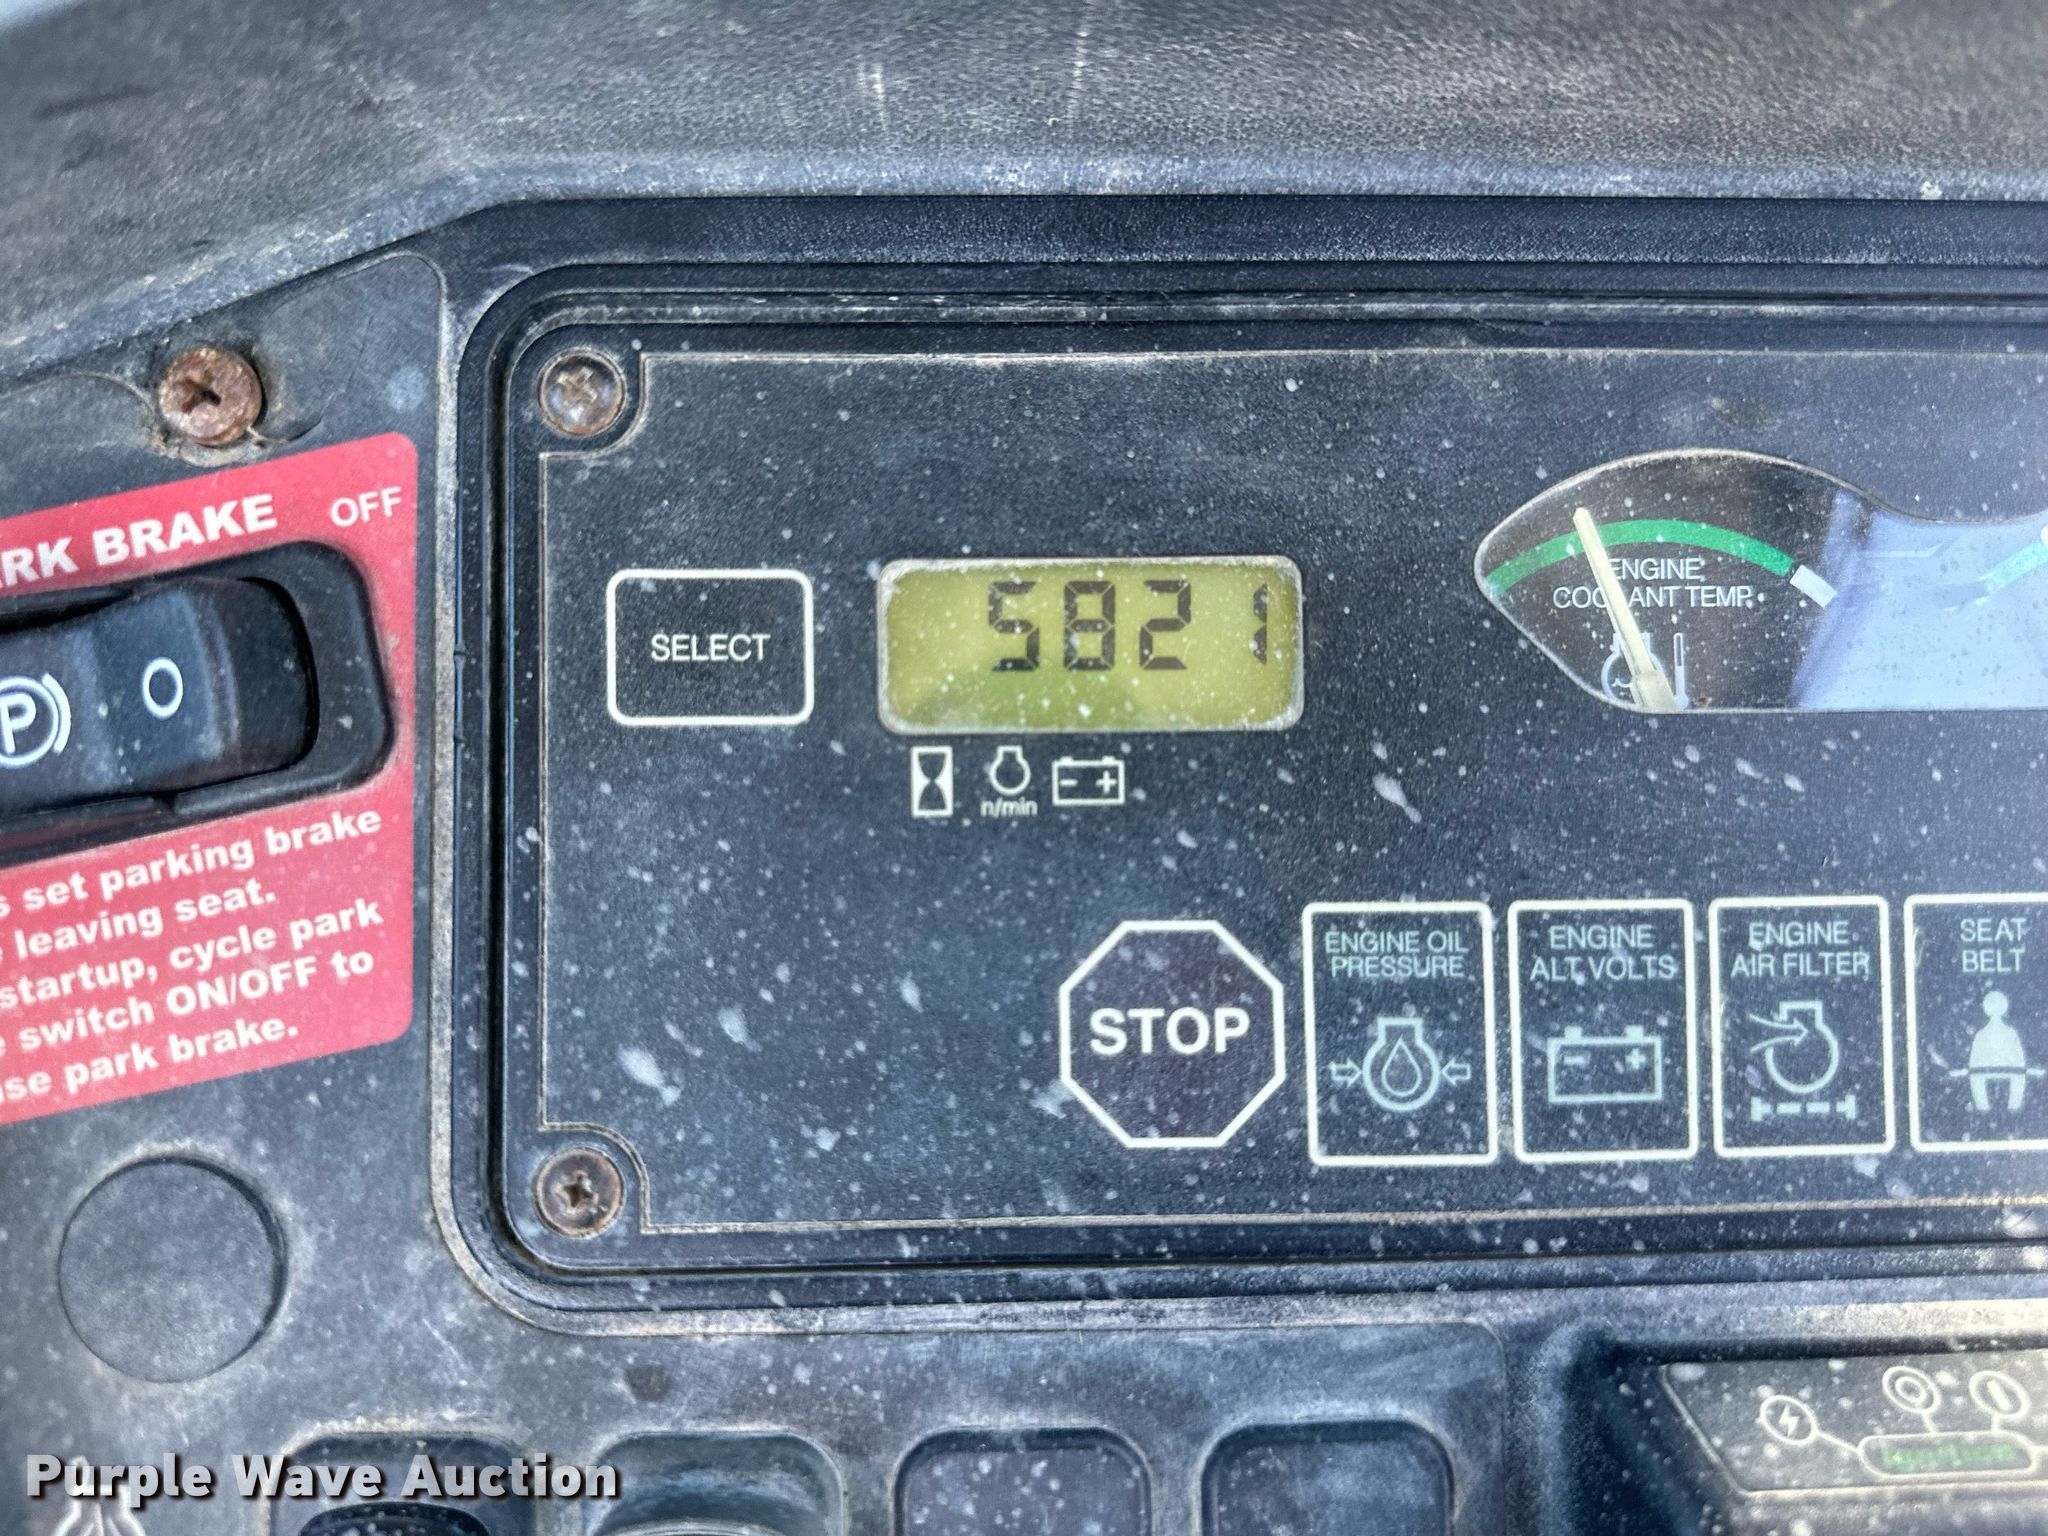 RK BRAKE OFF
P
O
s set parking brake
e leaving seat.
startup, cycle park
e switch ON/OFF to
use park brake.
SELECT
5821
n/min
ENGINE
COOLANT TEMP.
STOP
ENGINE OIL
PRESSURE
ENGINE
ALT VOLTS
ENGINE
AIR FILTER
SEAT
BELT
Purple Wave Auction